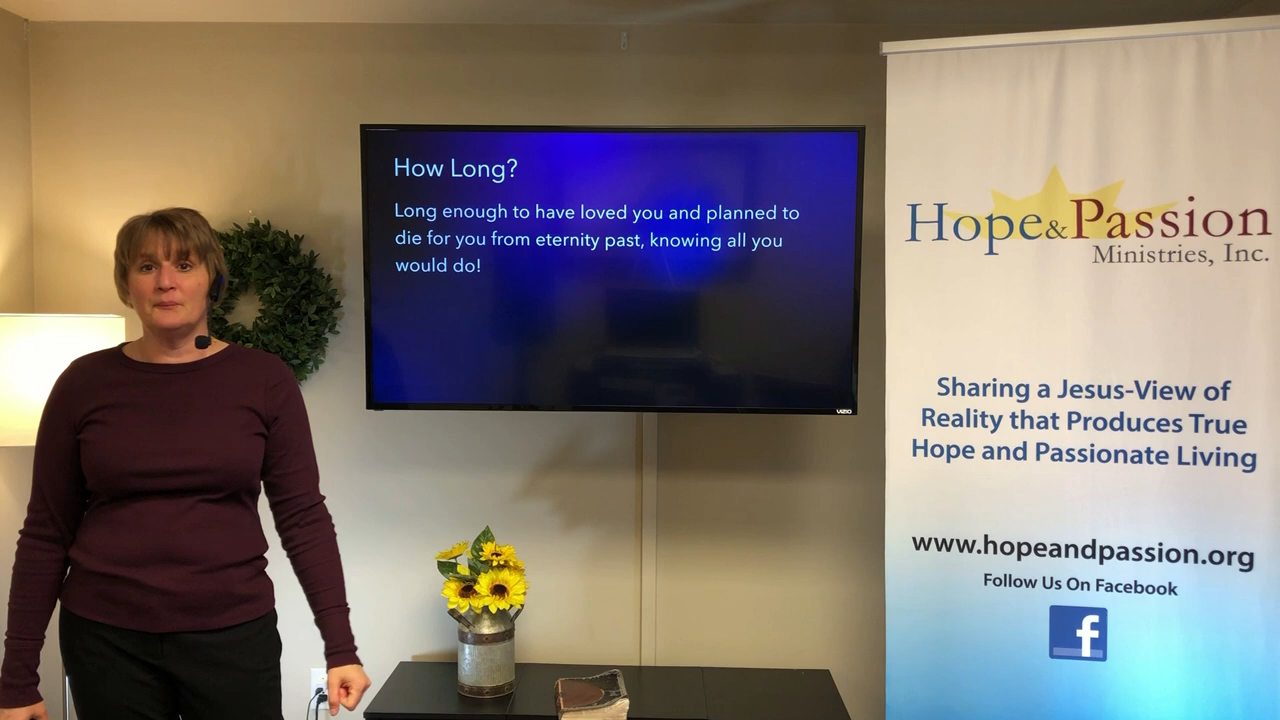 How Long?
Long enough to have loved you and planned to
die for you from eternity past, knowing all you
would do!
VIZIO
Hope&Passion
Ministries, Inc.
Sharing a Jesus-View of
Reality that Produces True
Hope and Passionate Living
www.hopeandpassion.org
Follow Us On Facebook
f